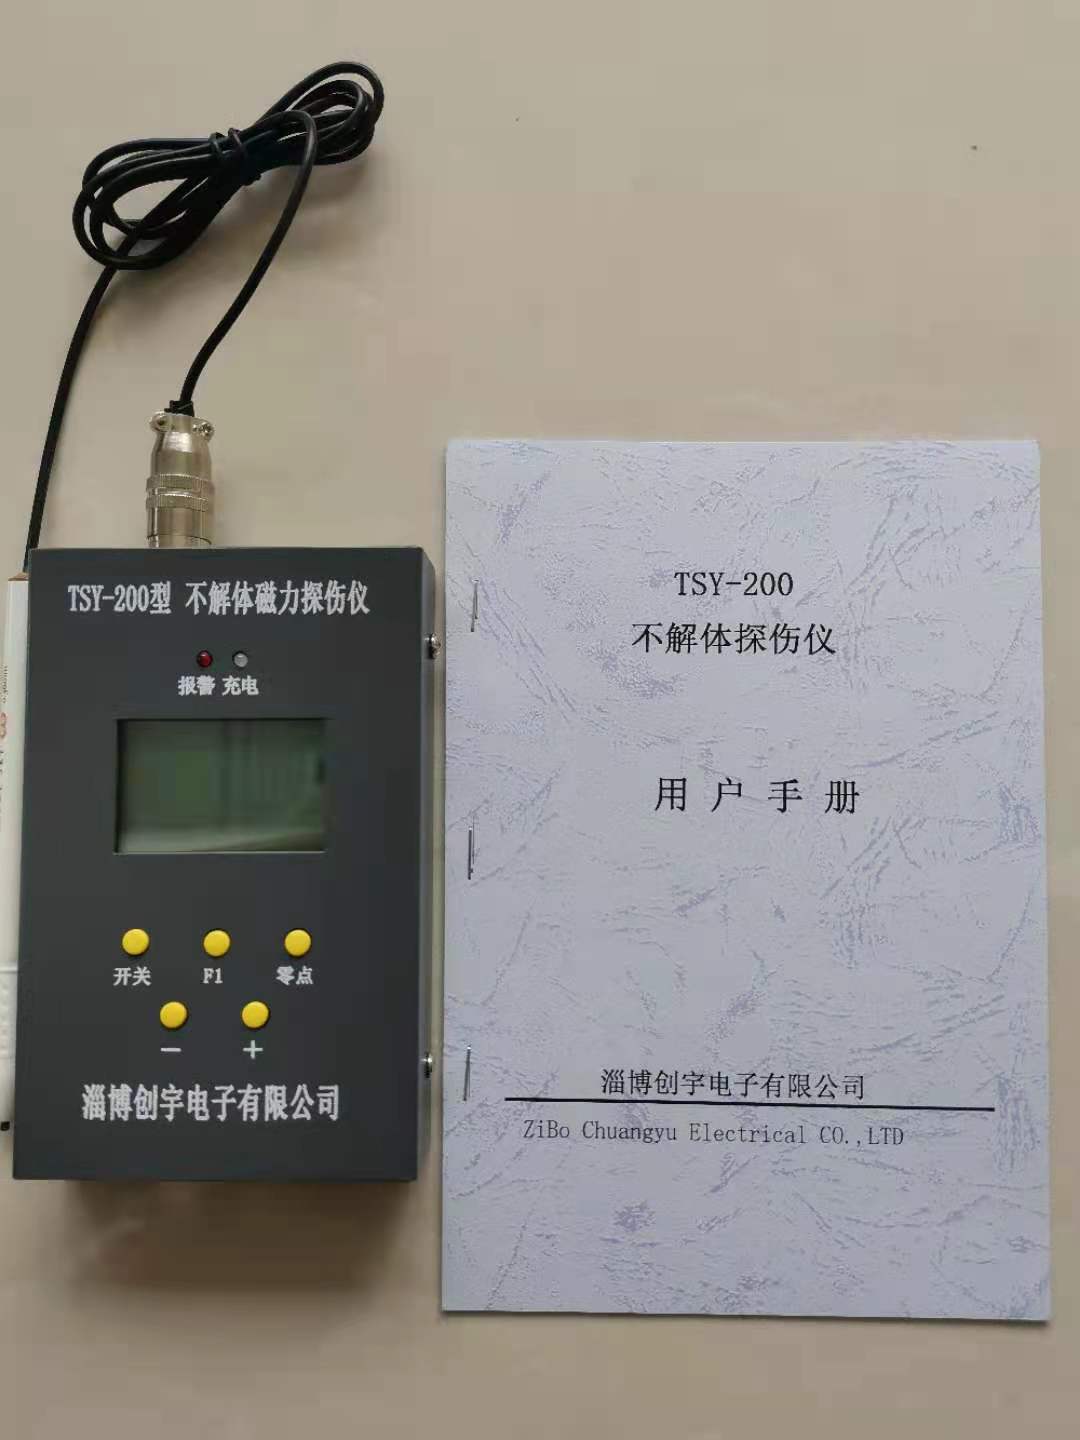 TSY-200型 不解体磁力探伤仪
报警 充电
开关 F1 零点
— +
淄博创宇电子有限公司
TSY-200
不解体探伤仪
用户手册
淄博创宇电子有限公司
ZiBo Chuangyu Electrical CO.,LTD